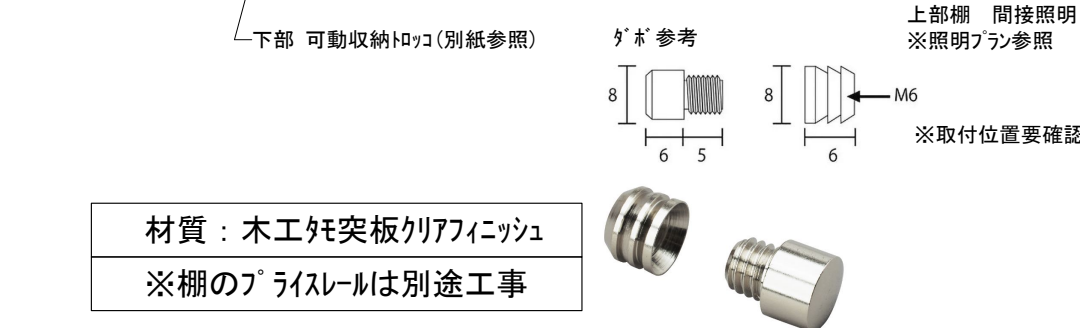 上部棚　間接照明
※照明ﾌﾟﾗﾝ参照
下部 可動収納ﾄﾛｯｺ(別紙参照)
ﾀﾞﾎﾞ参考
8
6 5
8
M6
6
※取付位置要確認
材質：木工ﾀﾓ突板ｸﾘｱﾌｨﾆｯｼｭ
※棚のﾌﾟﾗｲｽﾚｰﾙは別途工事